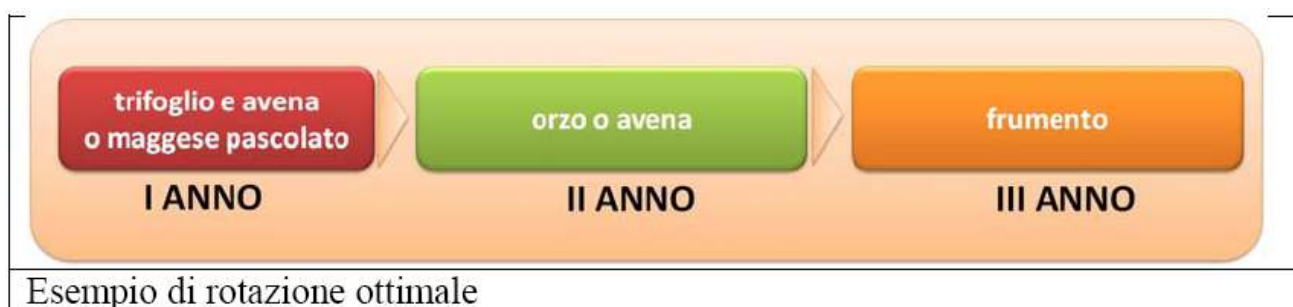 trifoglio e avena
o maggese pascolato
orzo o avena
frumento
I ANNO
II ANNO
III ANNO
Esempio di rotazione ottimale